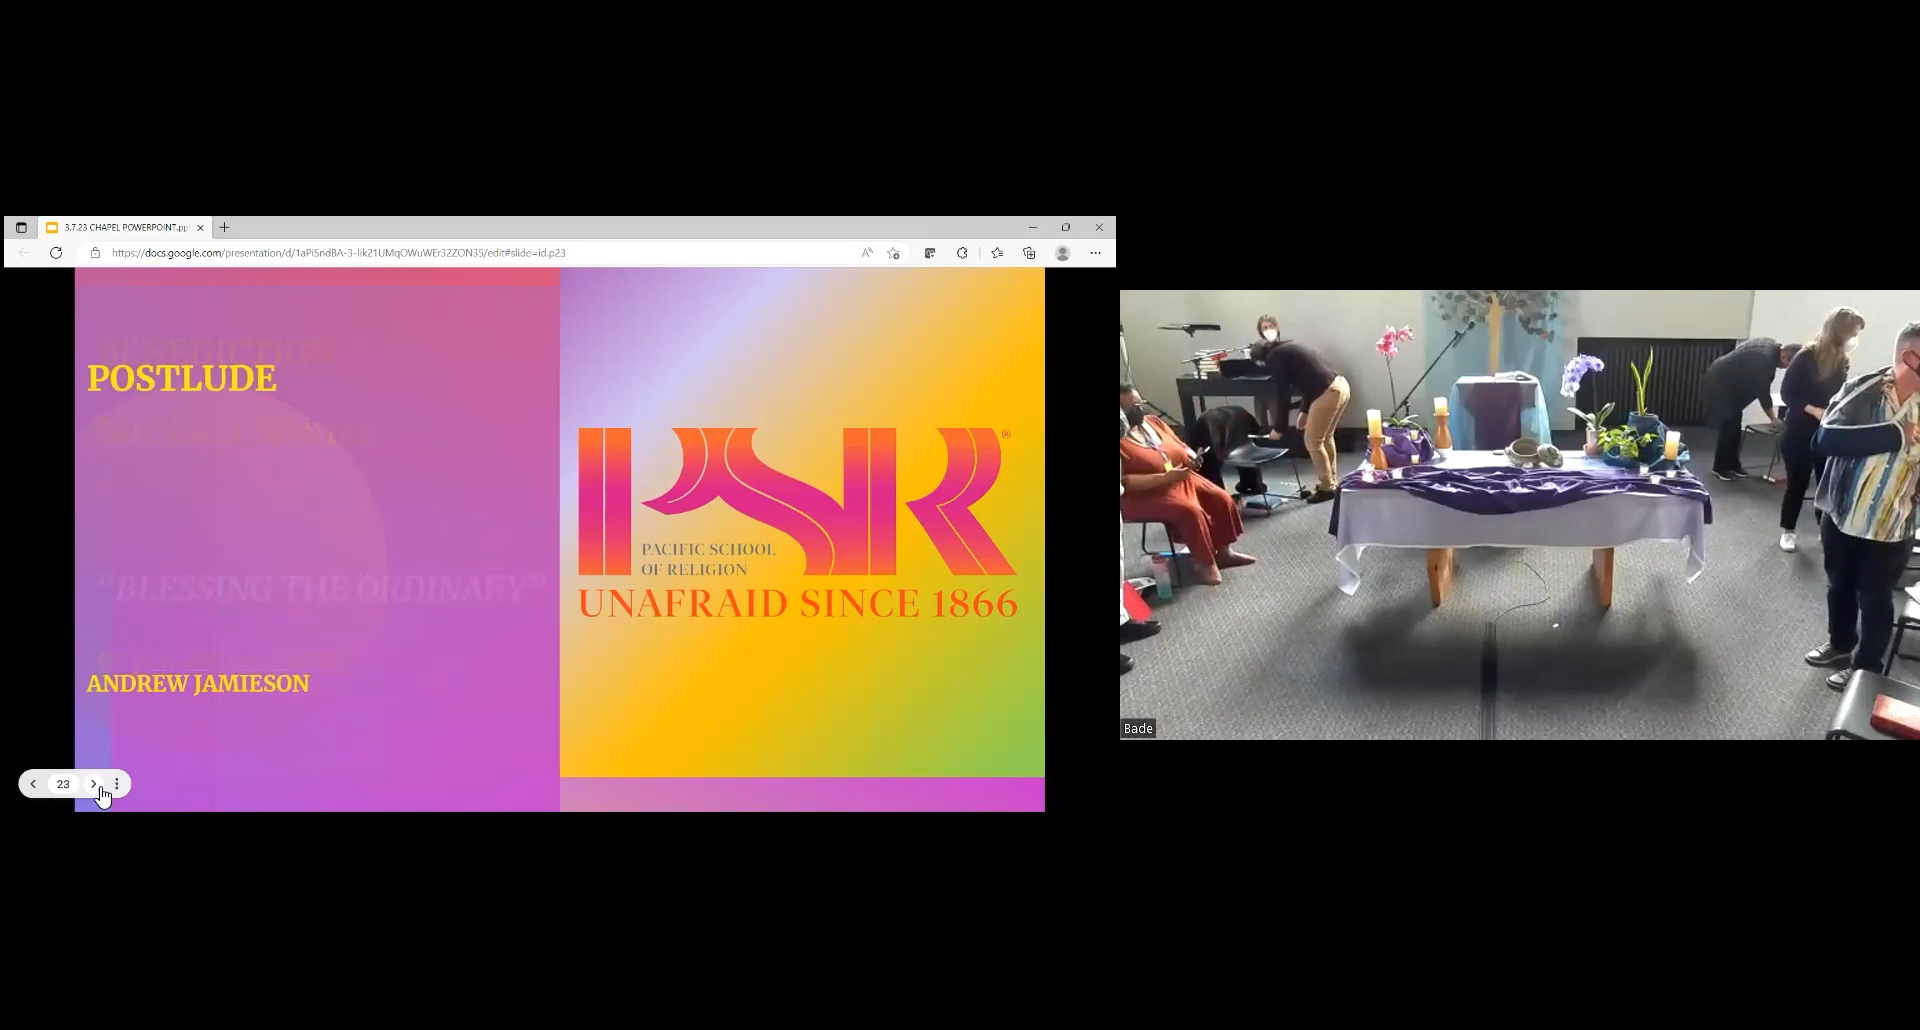 3.7.23 CHAPEL POWERPOINT.pp
https://docs.google.com/presentation/d/1aPiSndBA-3-lik21UMqOWuWEr32ZON35/edit#slide=id.p23
POSTLUDE
"BLESSING THE ORDINARY"
ANDREW JAMIESON
23
PSR®
PACIFIC SCHOOL
OF RELIGION
UNAFRAID SINCE 1866
Bade